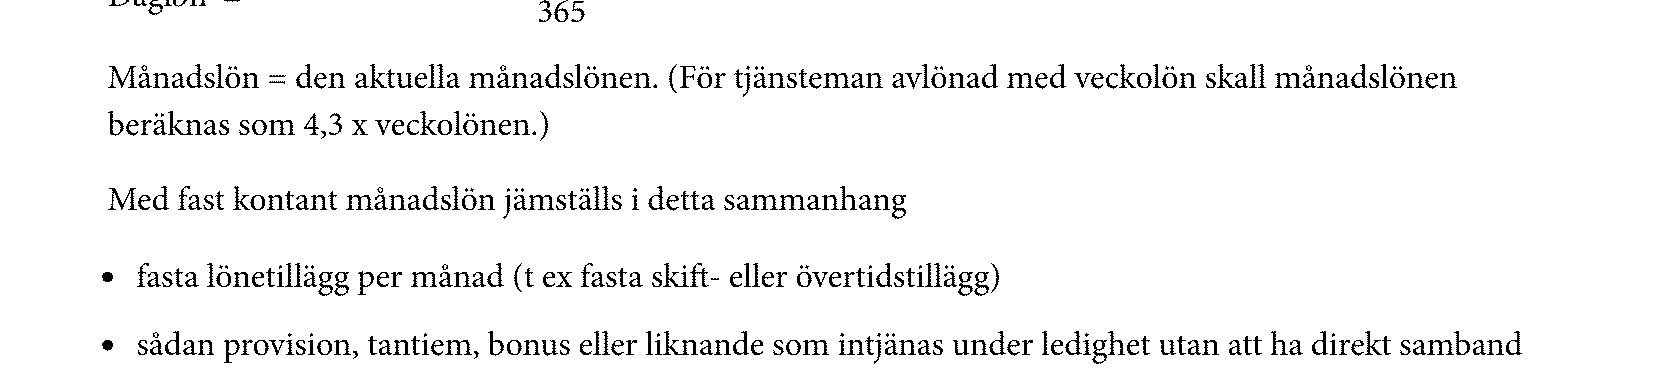 365
Månadslön = den aktuella månadslönen. (För tjänsteman avlönad med veckolön skall månadslönen
beräknas som 4,3 x veckolönen.)
Med fast kontant månadslön jämställs i detta sammanhang
• fasta lönetillägg per månad (t ex fasta skift- eller övertidstillägg)
• sådan provision, tantiem, bonus eller liknande som intjänas under ledighet utan att ha direkt samband